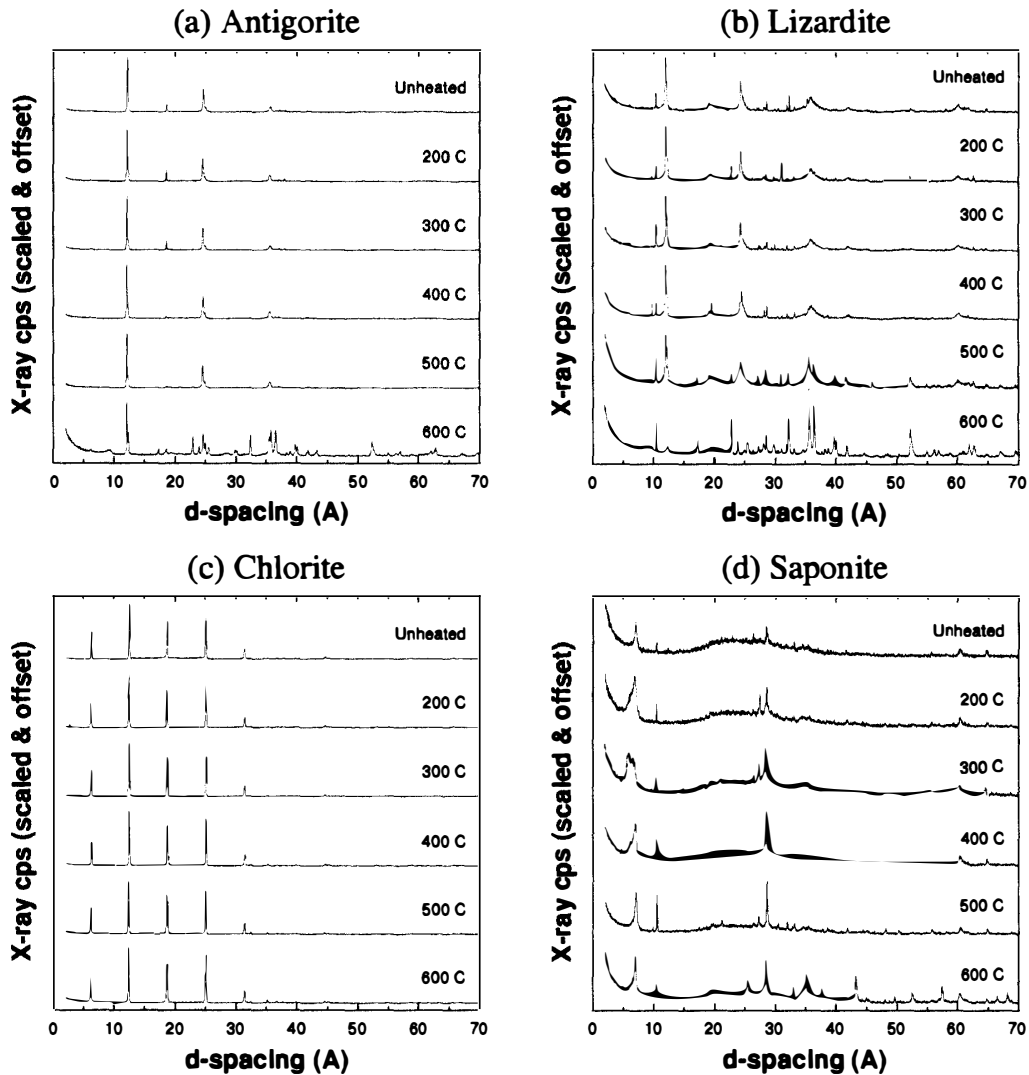 (a) Antigorite
X-ray cps (scaled & offset)
Unheated
200 C
300 C
400 C
500 C
600 C
0 10 20 30 40 50 60 70
d-spacing (A)
(b) Lizardite
X-ray cps (scaled & offset)
Unheated
200 C
300 C
400 C
500 C
600 C
0 10 20 30 40 50 60 70
d-spacing (A)
(c) Chlorite
X-ray cps (scaled & offset)
Unheated
200 C
300 C
400 C
500 C
600 C
0 10 20 30 40 50 60 70
d-spacing (A)
(d) Saponite
X-ray cps (scaled & offset)
Unheated
200 C
300 C
400 C
500 C
600 C
0 10 20 30 40 50 60 70
d-spacing (A)